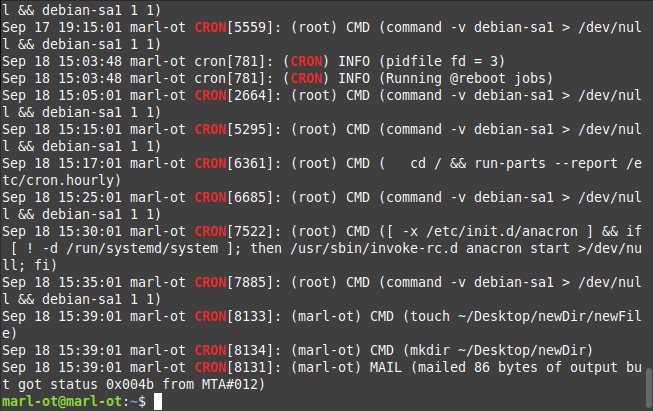 l && debian-sa1 1 1)
Sep 17 19:15:01 marl-ot CRON[5559]: (root) CMD (command -v debian-sa1 > /dev/nul
l && debian-sa1 1 1)
Sep 18 15:03:48 marl-ot cron[781]: (CRON) INFO (pidfile fd = 3)
Sep 18 15:03:48 marl-ot cron[781]: (CRON) INFO (Running @reboot jobs)
Sep 18 15:05:01 marl-ot CRON[2664]: (root) CMD (command -v debian-sa1 > /dev/nul
l && debian-sa1 1 1)
Sep 18 15:15:01 marl-ot CRON[5295]: (root) CMD (command -v debian-sa1 > /dev/nul
l && debian-sa1 1 1)
Sep 18 15:17:01 marl-ot CRON[6361]: (root) CMD (   cd / && run-parts --report /e
tc/cron.hourly)
Sep 18 15:25:01 marl-ot CRON[6685]: (root) CMD (command -v debian-sa1 > /dev/nul
l && debian-sa1 1 1)
Sep 18 15:30:01 marl-ot CRON[7522]: (root) CMD ([ -x /etc/init.d/anacron ] && if
 [ ! -d /run/systemd/system ]; then /usr/sbin/invoke-rc.d anacron start >/dev/nu
ll; fi)
Sep 18 15:35:01 marl-ot CRON[7885]: (root) CMD (command -v debian-sa1 > /dev/nul
l && debian-sa1 1 1)
Sep 18 15:39:01 marl-ot CRON[8133]: (marl-ot) CMD (touch ~/Desktop/newDir/newFil
e)
Sep 18 15:39:01 marl-ot CRON[8134]: (marl-ot) CMD (mkdir ~/Desktop/newDir)
Sep 18 15:39:01 marl-ot CRON[8131]: (marl-ot) MAIL (mailed 86 bytes of output bu
t got status 0x004b from MTA#012)
marl-ot@marl-ot:~$